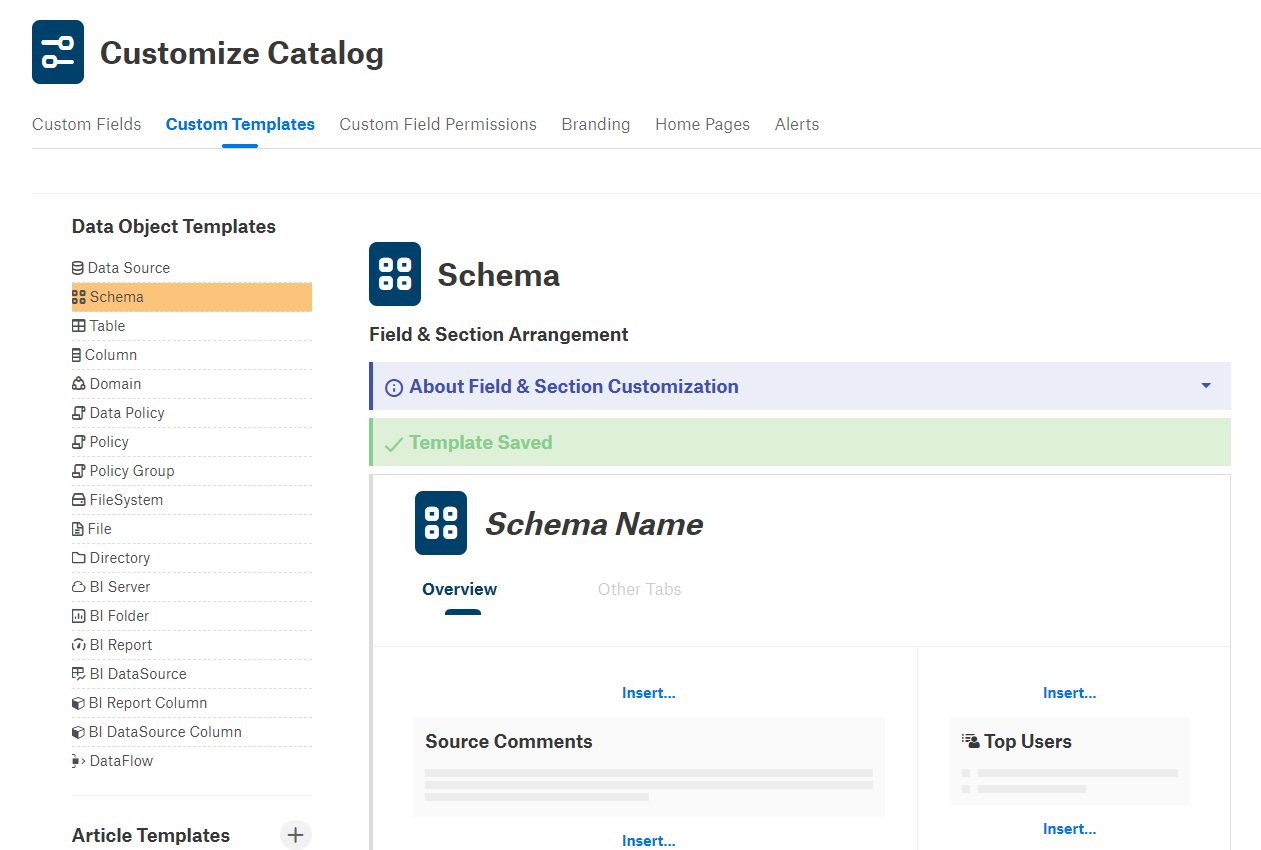 Customize Catalog
Custom Fields Custom Templates Custom Field Permissions Branding Home Pages Alerts
Data Object Templates
Data Source
Schema
Table
Column
Domain
Data Policy
Policy
Policy Group
FileSystem
File
Directory
BI Server
BI Folder
BI Report
BI DataSource
BI Report Column
BI DataSource Column
DataFlow
Article Templates
Schema
Field & Section Arrangement
About Field & Section Customization
Template Saved
Schema Name
Overview Other Tabs
Insert...
Source Comments
Insert...
Insert...
Top Users
Insert...